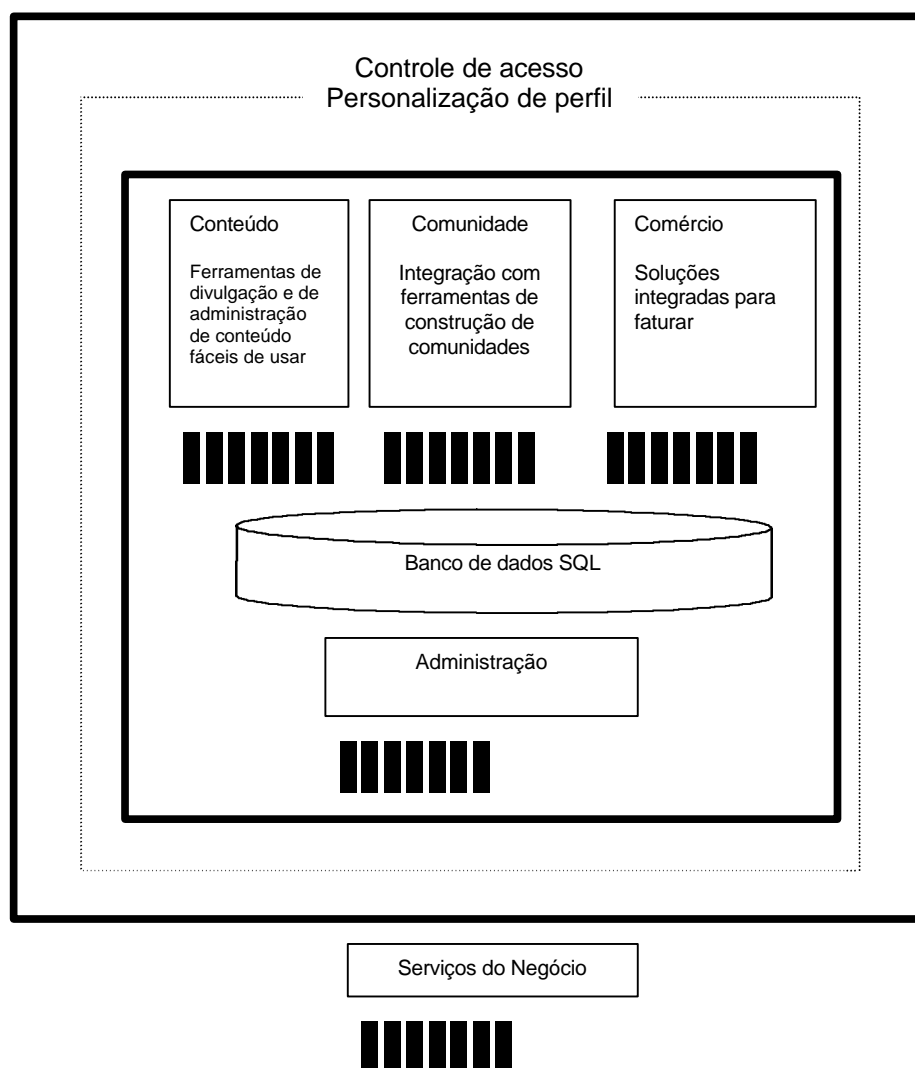 Controle de acesso
Personalização de perfil
Conteúdo
Ferramentas de
divulgação e de
administração
de conteúdo
fáceis de usar
Comunidade
Integração com
ferramentas de
construção de
comunidades
Comércio
Soluções
integradas para
faturar
Banco de dados SQL
Administração
Serviços do Negócio